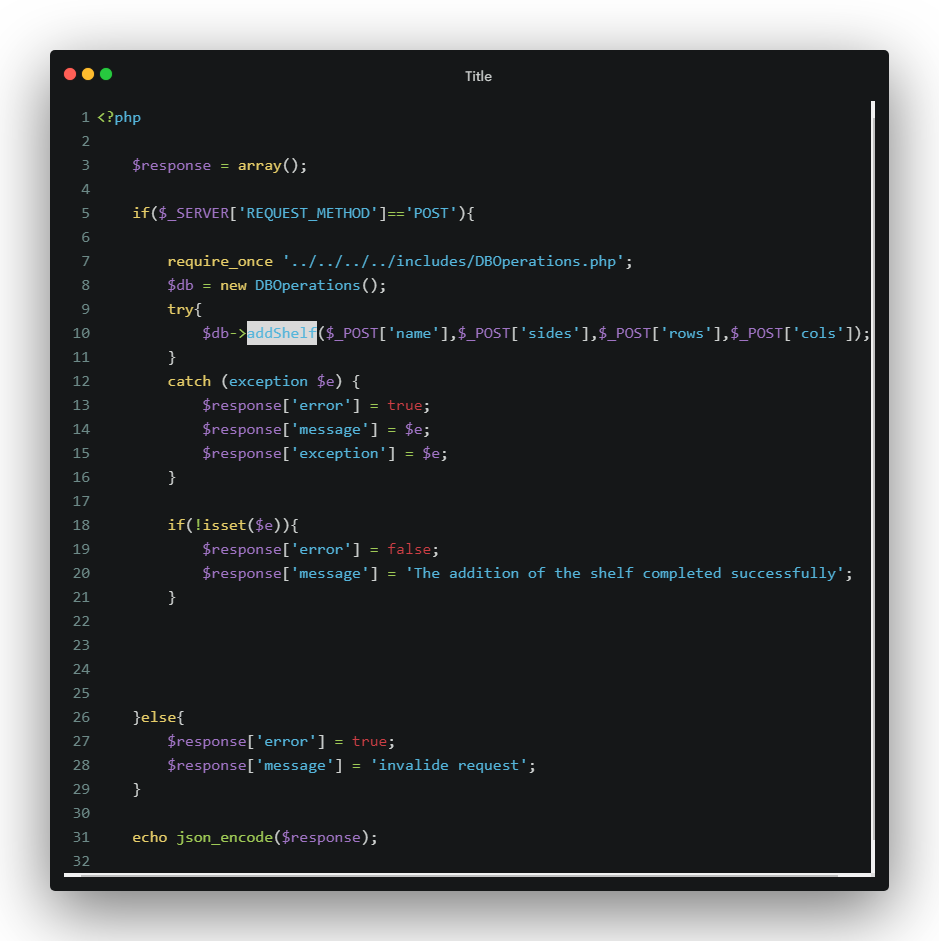 Title
1 <?php
2
3     $response = array();
4
5     if($_SERVER['REQUEST_METHOD']=='POST'){
6
7         require_once '../../../../includes/DBOperations.php';
8         $db = new DBOperations();
9         try{
10             $db->addShelf($_POST['name'],$_POST['sides'],$_POST['rows'],$_POST['cols']);
11         }
12         catch (exception $e) {
13             $response['error'] = true;
14             $response['message'] = $e;
15             $response['exception'] = $e;
16         }
17
18         if(!isset($e)){
19             $response['error'] = false;
20             $response['message'] = 'The addition of the shelf completed successfully';
21         }
22
23
24
25
26     }else{
27         $response['error'] = true;
28         $response['message'] = 'invalide request';
29     }
30
31     echo json_encode($response);
32